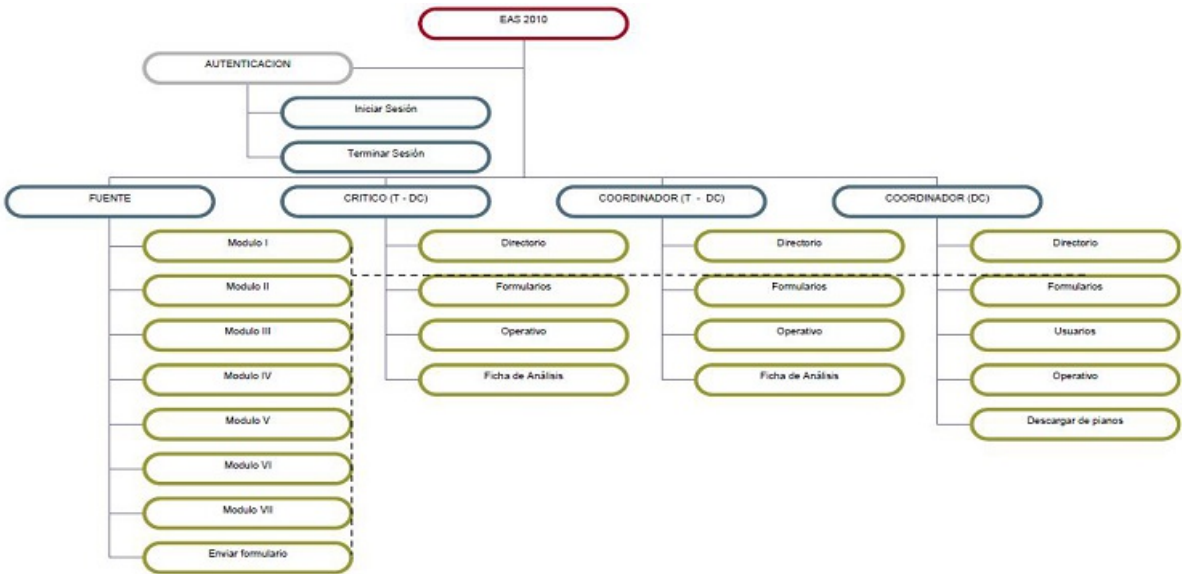 EAS 2010
AUTENTICACION
Iniciar Sesión
Terminar Sesión
FUENTE
CRITICO (T - DC)
COORDINADOR (T - DC)
COORDINADOR (DC)
Modulo I
Modulo II
Modulo III
Modulo IV
Modulo V
Modulo VI
Modulo VII
Enviar formulario
Directorio
Formularios
Operativo
Ficha de Análisis
Directorio
Formularios
Operativo
Ficha de Análisis
Directorio
Formularios
Usuarios
Operativo
Descargar de pianos